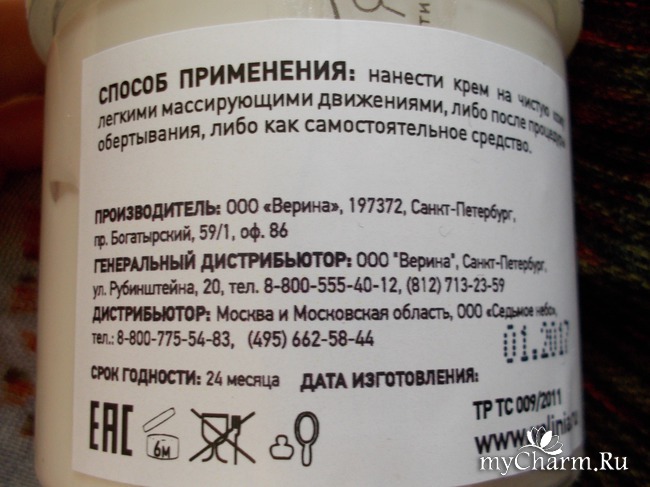 СПОСОБ ПРИМЕНЕНИЯ: нанести крем на чистую кожу
легкими массирующими движениями, либо после процедуры
обертывания, либо как самостоятельное средство.
ПРОИЗВОДИТЕЛЬ: ООО «Верина», 197372, Санкт-Петербург,
пр. Богатырский, 59/1, оф. 86
ГЕНЕРАЛЬНЫЙ ДИСТРИБЬЮТОР: ООО "Верина", Санкт-Петербург,
ул. Рубинштейна, 20, тел. 8-800-555-40-12, (812) 713-23-59
ДИСТРИБЬЮТОР: Москва и Московская область, ООО «Седьмое небо»,
тел.: 8-800-775-54-83, (495) 662-58-44
01.2017
СРОК ГОДНОСТИ: 24 месяца ДАТА ИЗГОТОВЛЕНИЯ:
ТР ТС 009/2011
EAC 6м
www.
myCharm.Ru